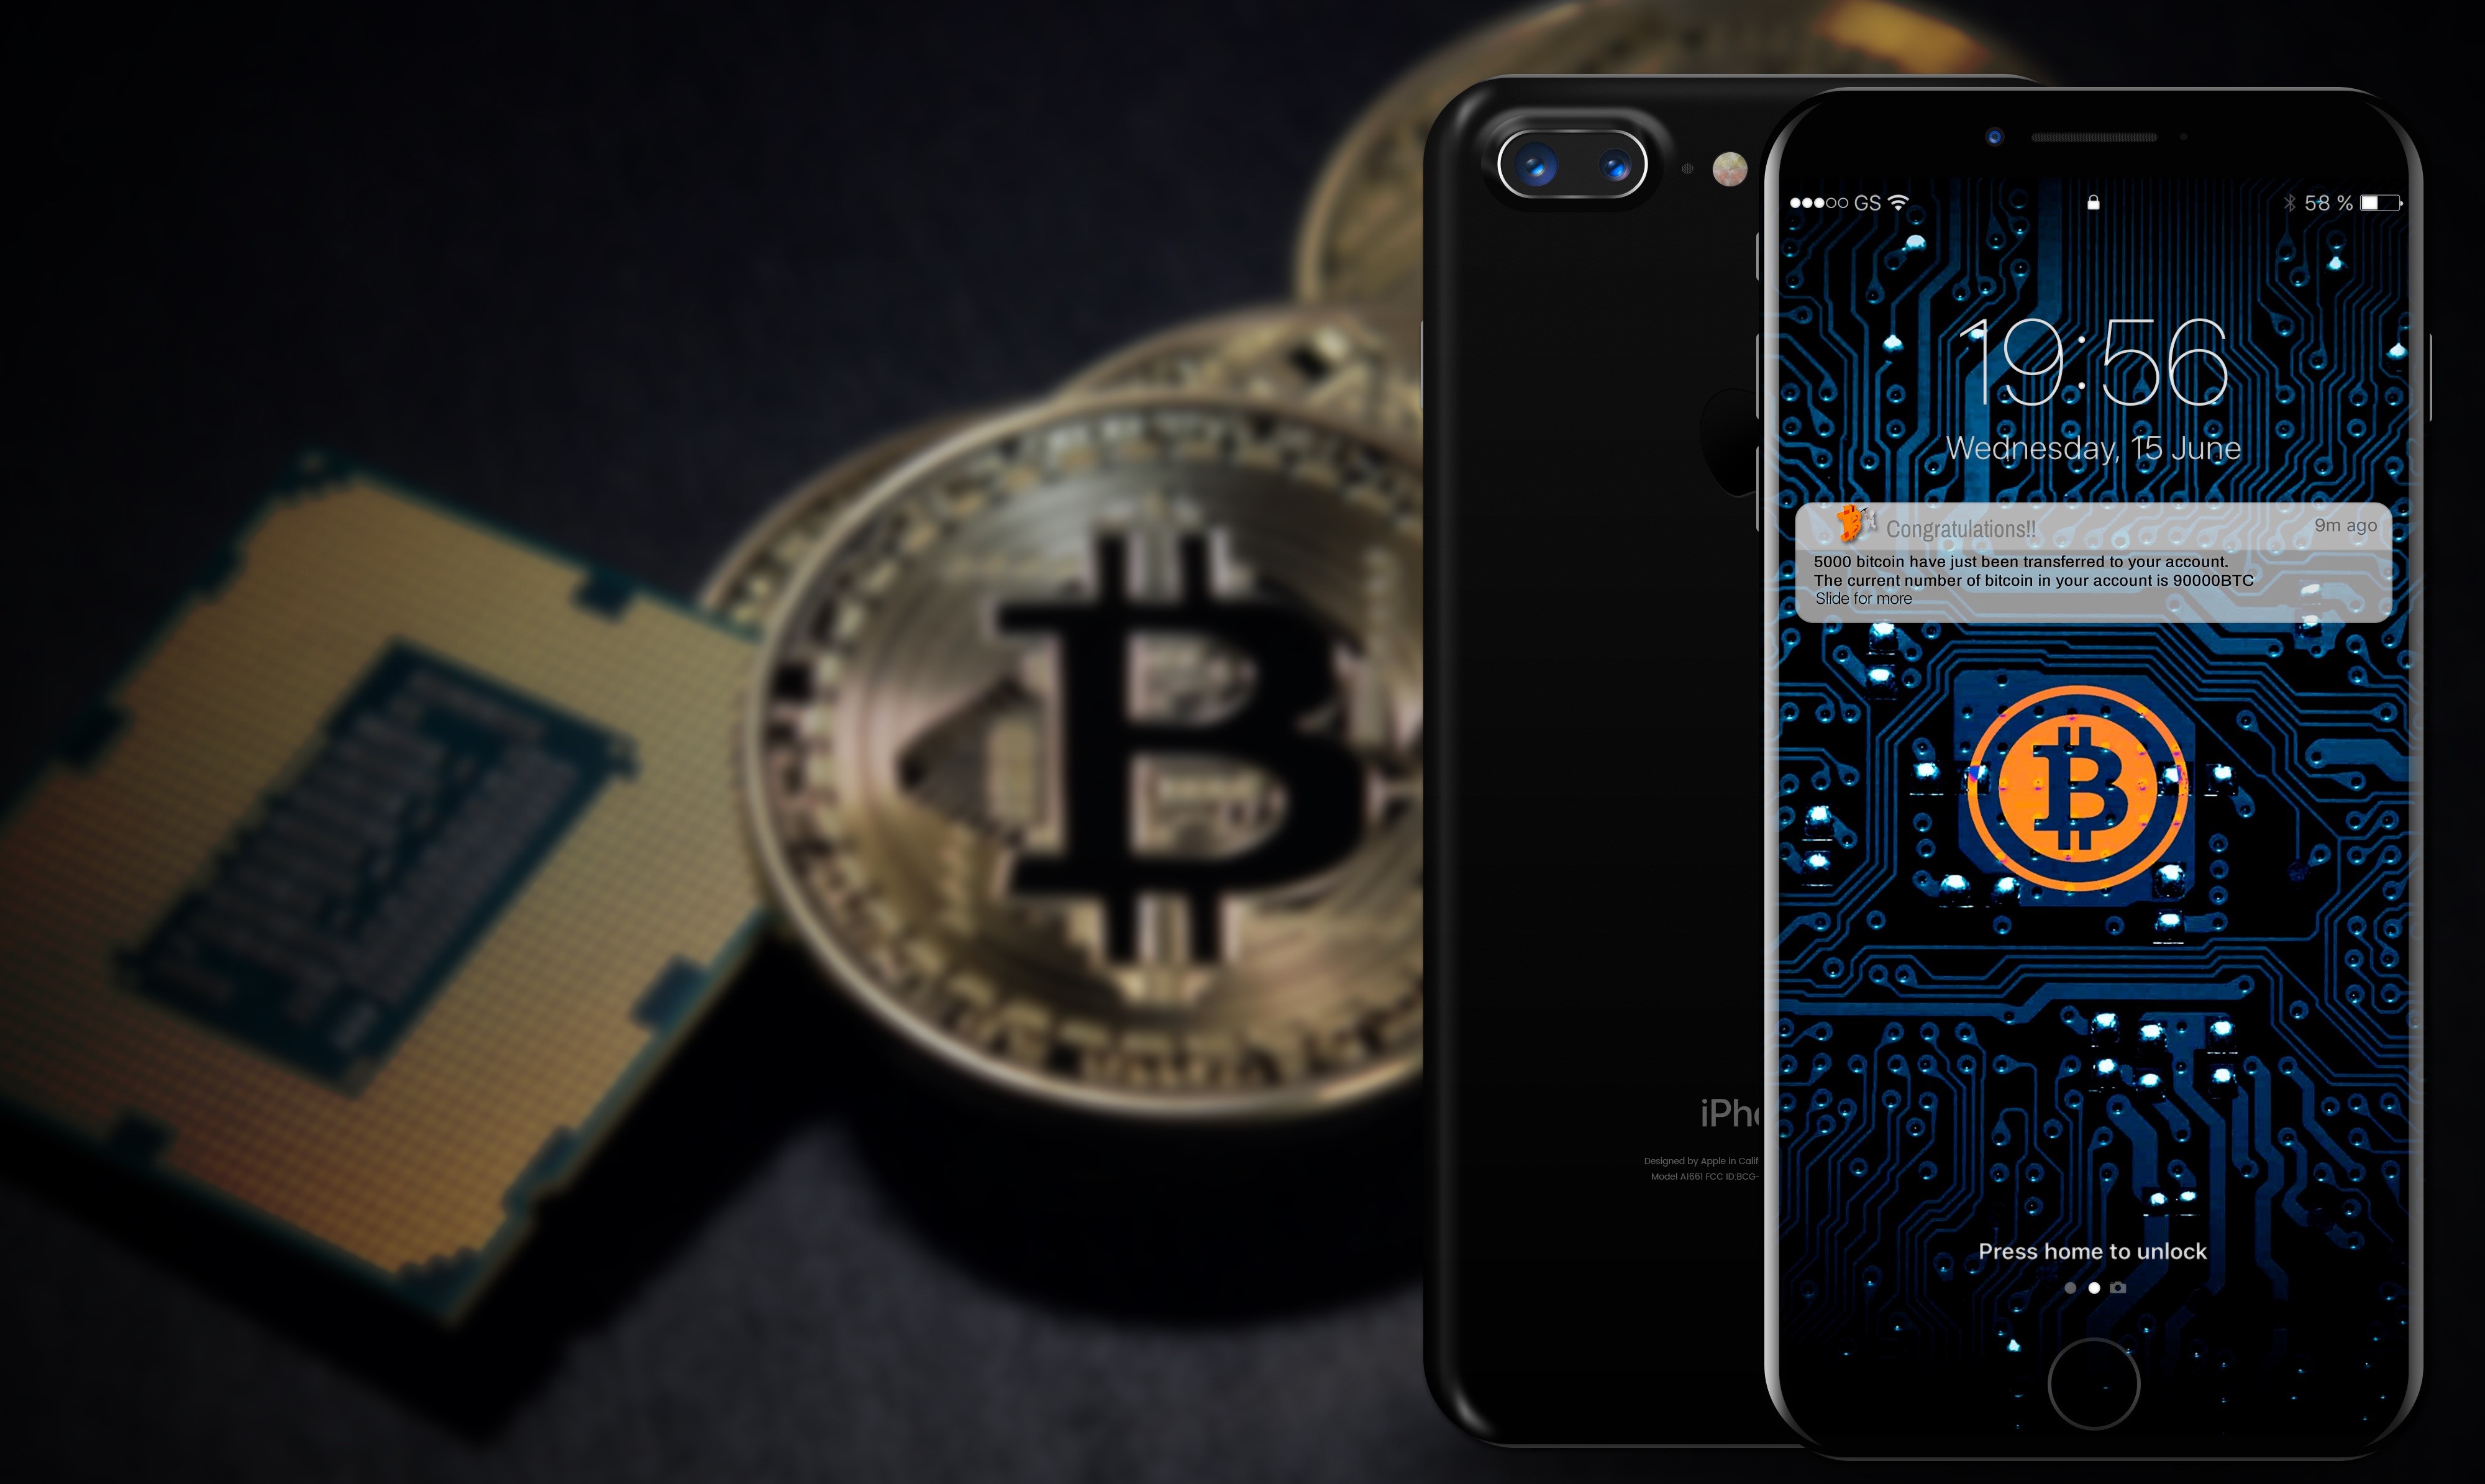 GS
58 %
19:56
Wednesday, 15 June
Congratulations!!
9m ago
5000 bitcoin have just been transferred to your account.
The current number of bitcoin in your account is 90000BTC
Slide for more
Press home to unlock
iPho
Designed by Apple in Calif
Model A1661 FCC ID:BCG-